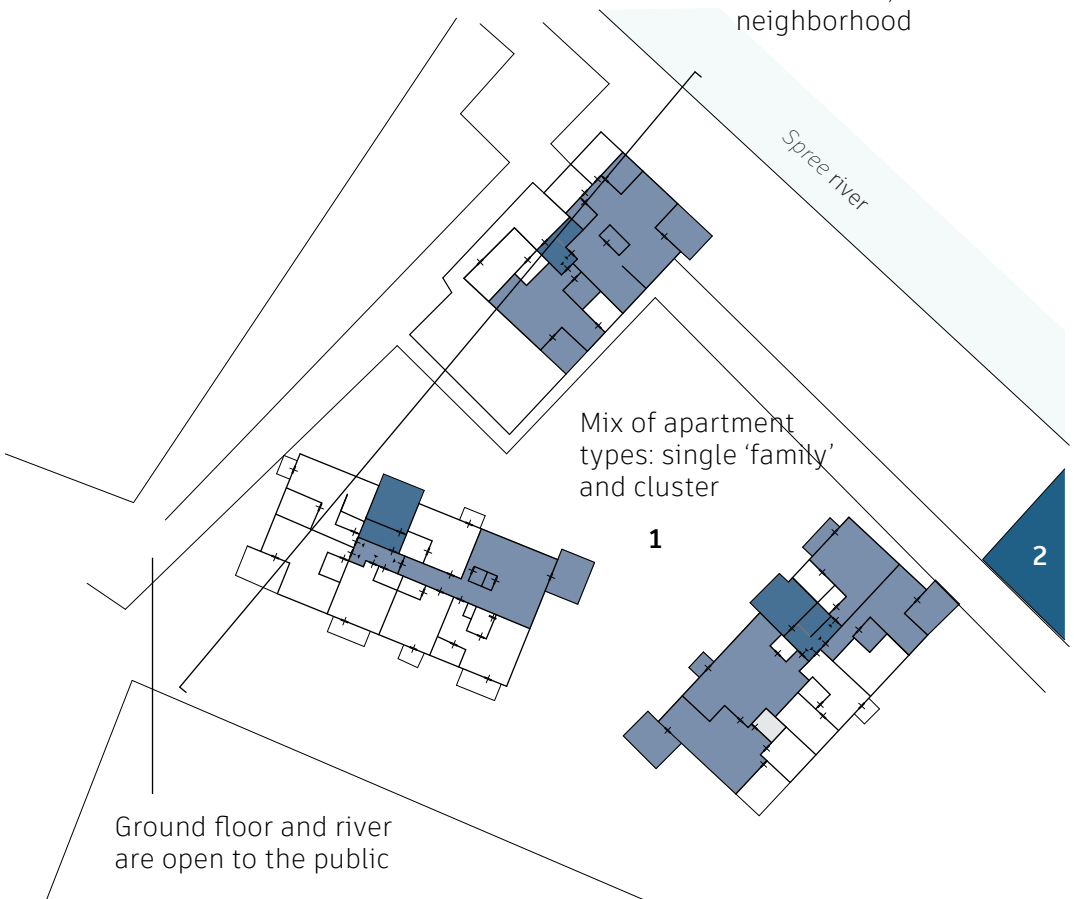 neighborhood
Spree river
Mix of apartment
types: single ‘family’
and cluster
1
2
Ground floor and river
are open to the public